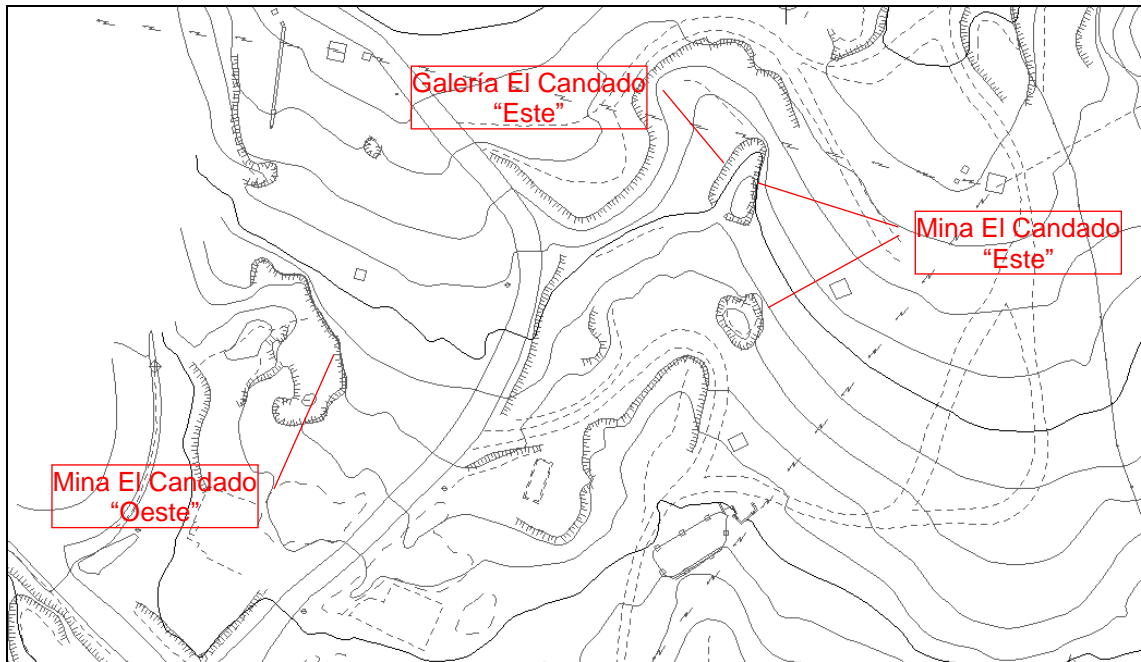 Galería El Candado
“Este”
Mina El Candado
“Este”
Mina El Candado
“Oeste”